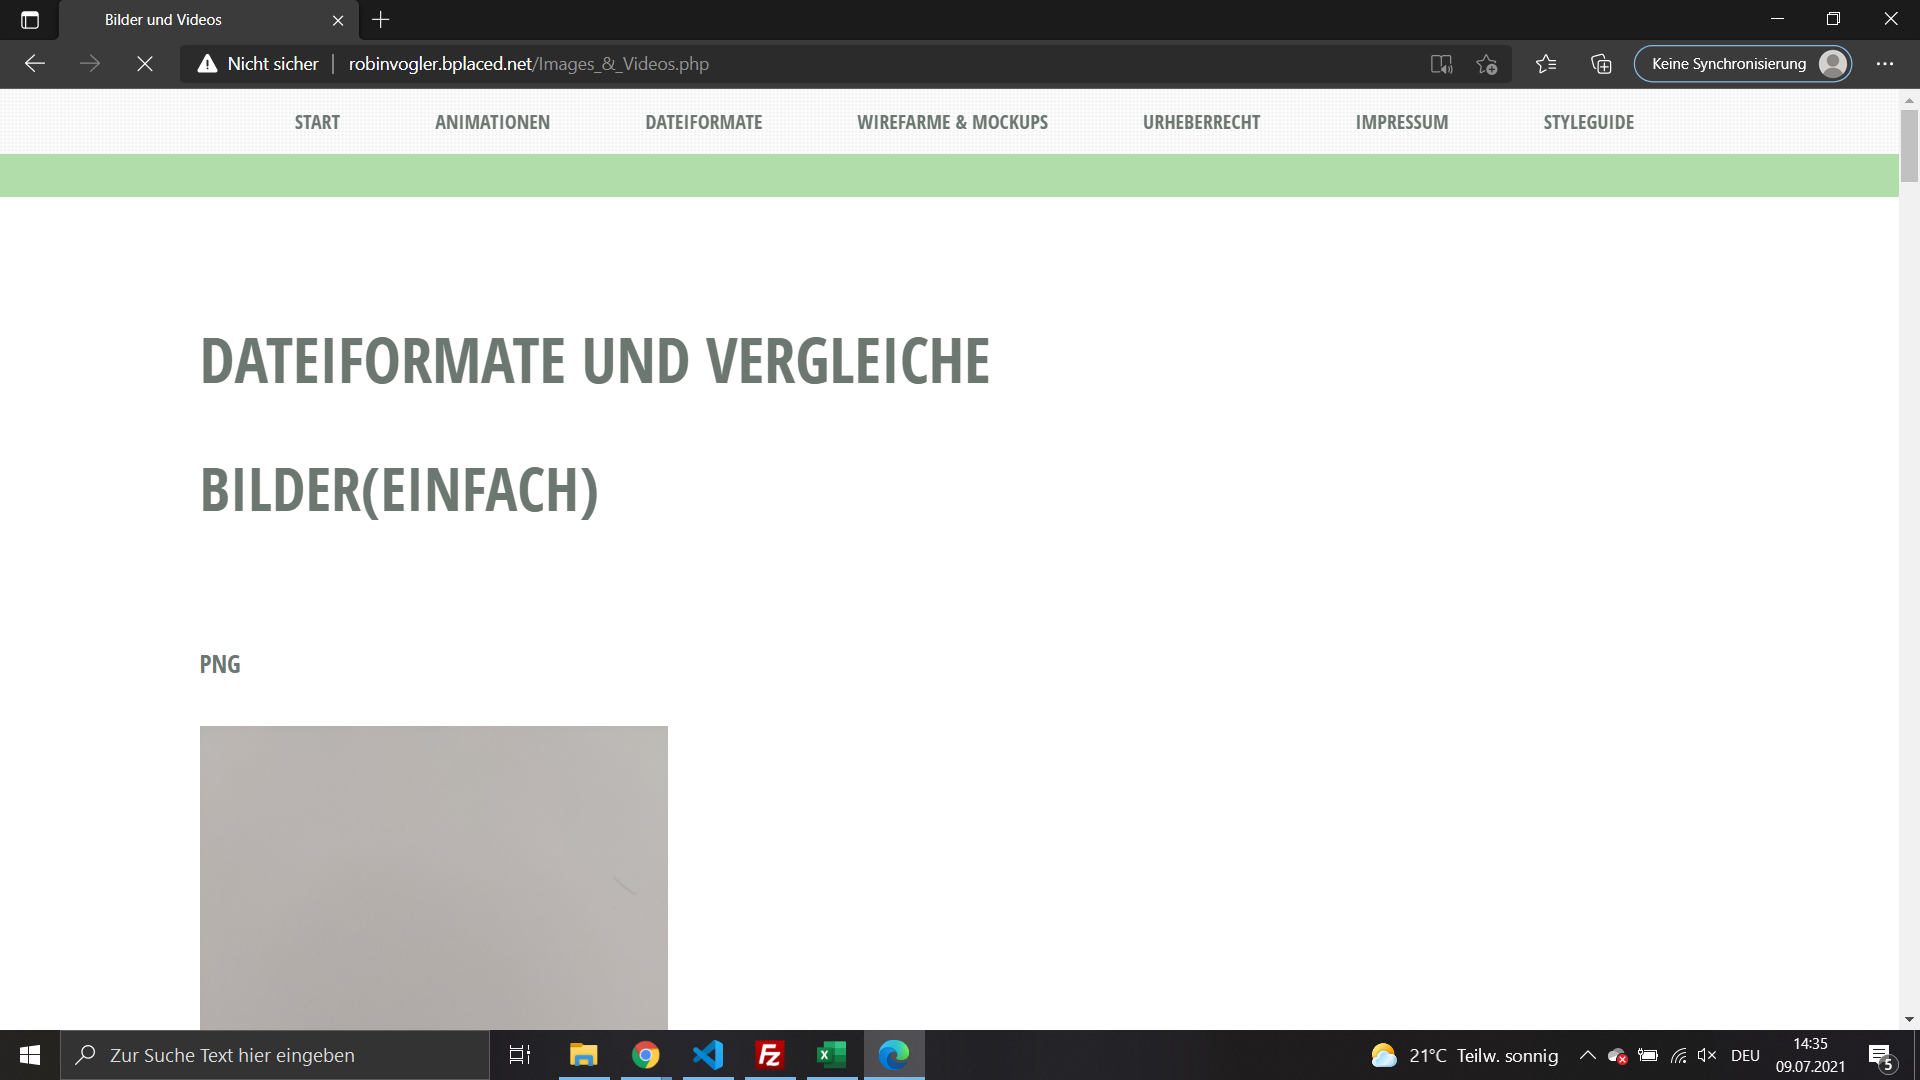 Bilder und Videos
Nicht sicher | robinvogler.bplaced.net/Images_&_Videos.php
Keine Synchronisierung
START ANIMATIONEN DATEIFORMATE WIREFARME & MOCKUPS URHEBERRECHT IMPRESSUM STYLEGUIDE
DATEIFORMATE UND VERGLEICHE
BILDER(EINFACH)
PNG
Zur Suche Text hier eingeben
21°C Teilw. sonnig
DEU
14:35
09.07.2021
5